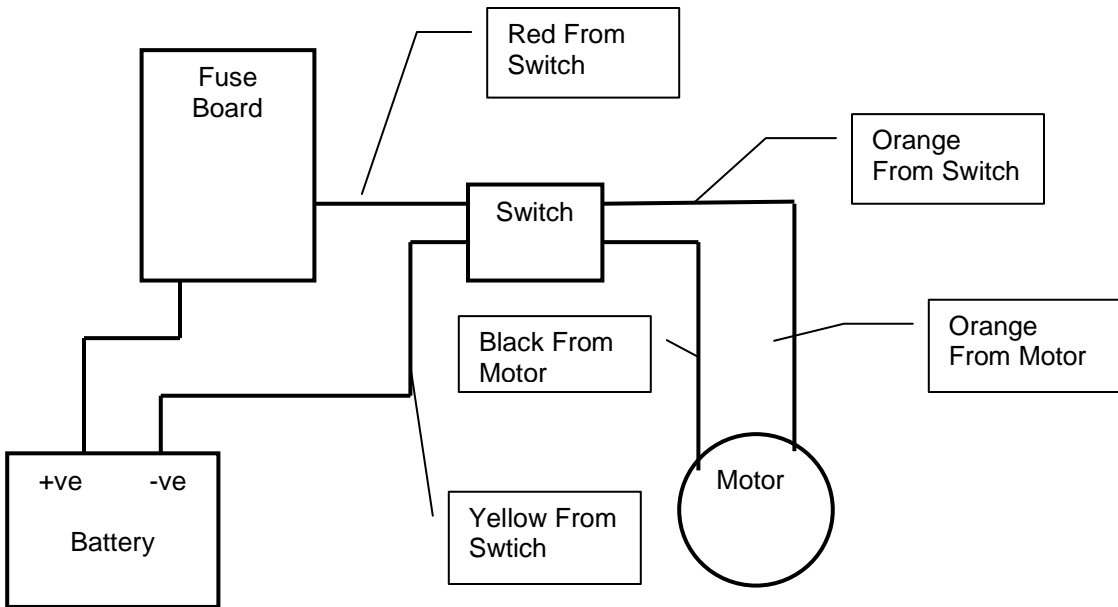 Red From
Switch
Fuse
Board
Orange
From Switch
Switch
Black From
Motor
Orange
From Motor
+ve -ve
Battery
Motor
Yellow From
Swtich